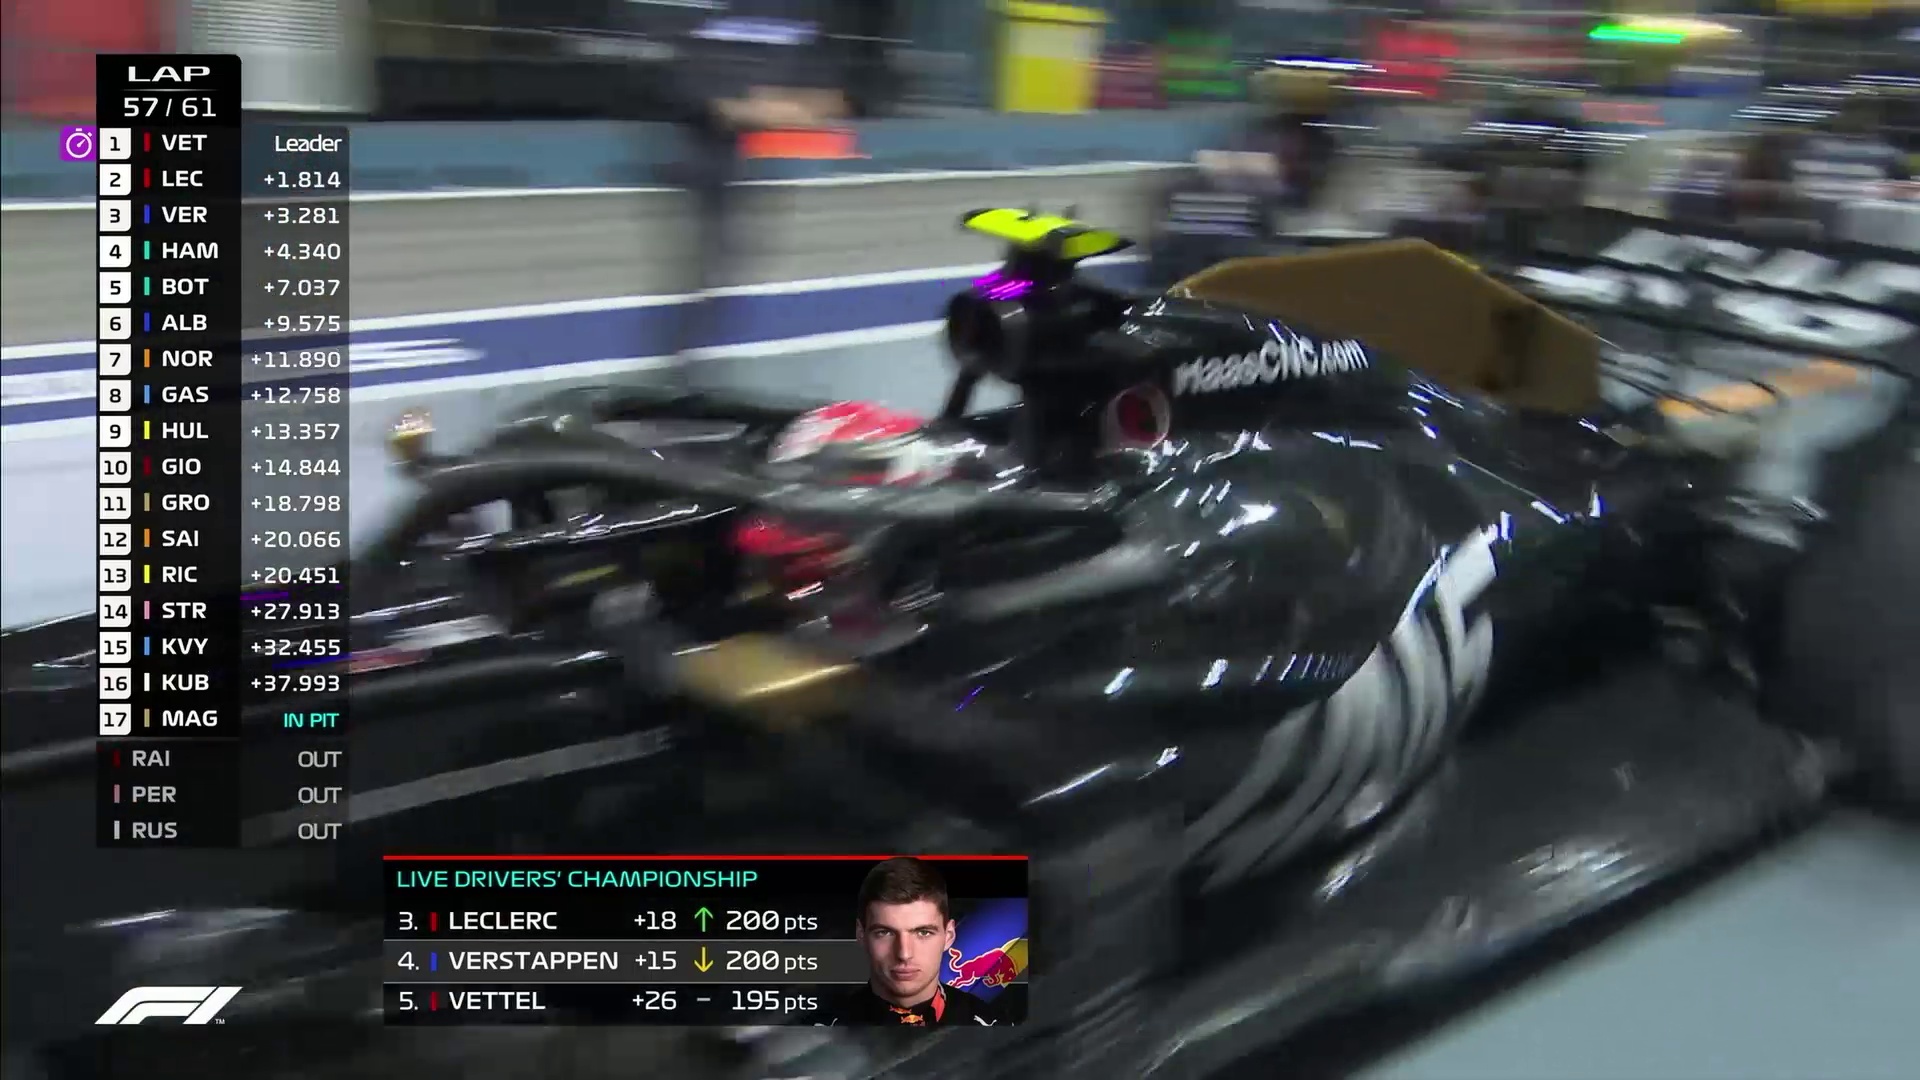 LAP
57 / 61
1 VET Leader
2 LEC +1.814
3 VER +3.281
4 HAM +4.340
5 BOT +7.037
6 ALB +9.575
7 NOR +11.890
8 GAS +12.758
9 HUL +13.357
10 GIO +14.844
11 GRO +18.798
12 SAI +20.066
13 RIC +20.451
14 STR +27.913
15 KVY +32.455
16 KUB +37.993
17 MAG IN PIT
RAI OUT
PER OUT
RUS OUT
HaasCNC.com
LIVE DRIVERS' CHAMPIONSHIP
3. LECLERC +18 ↑ 200 pts
4. VERSTAPPEN +15 ↓ 200 pts
5. VETTEL +26 – 195 pts
F1 ™